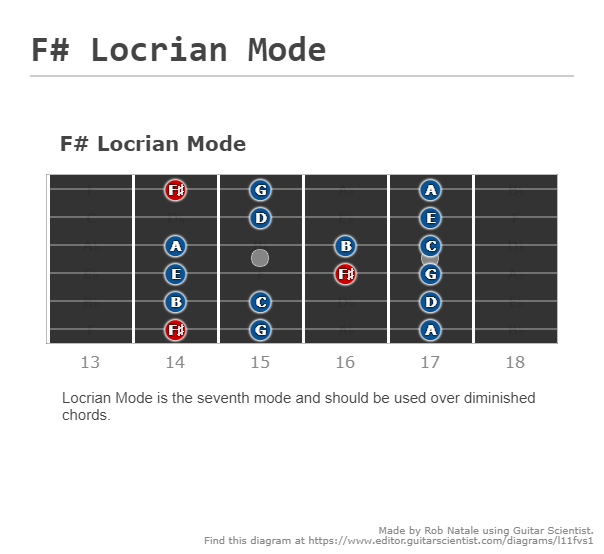 F# Locrian Mode
F# Locrian Mode
F♯ G A
D E
A B C
E F♯ G
B C D
F♯ G A
13 14 15 16 17 18
Locrian Mode is the seventh mode and should be used over diminished
chords.
Made by Rob Natale using Guitar Scientist.
Find this diagram at https://www.editor.guitarscientist.com/diagrams/l11fvs1